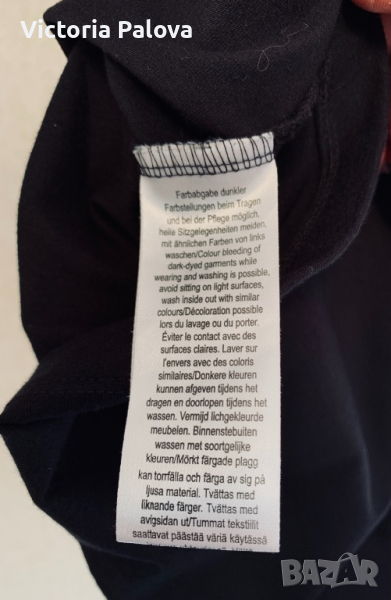 Victoria Palova
Farbabgabe dunkler
Farbstellungen beim Tragen
und bei der Pflege möglich,
helle Sitzgelegenheiten meiden,
mit ähnlichen Farben von links
waschen/Colour bleeding of
dark-dyed garments while
wearing and washing is possible,
avoid sitting on light surfaces,
wash inside out with similar
colours/Décoloration possible
lors du lavage ou du porter.
Éviter le contact avec des
surfaces claires. Laver sur
l'envers avec des coloris
similaires/Donkere kleuren
kunnen afgeven tijdens het
dragen en doorlopen tijdens het
wassen. Vermijd lichgekleurde
meubelen. Binnenstebuiten
wassen met soortgelijke
kleuren/Mörkt färgade plagg
kan torrfälla och färga av sig på
ljusa material. Tvättas med
liknande färger. Tvättas med
avigsidan ut/Tummat tekstiilit
saattavat päästää väriä käytässä
BAZAR